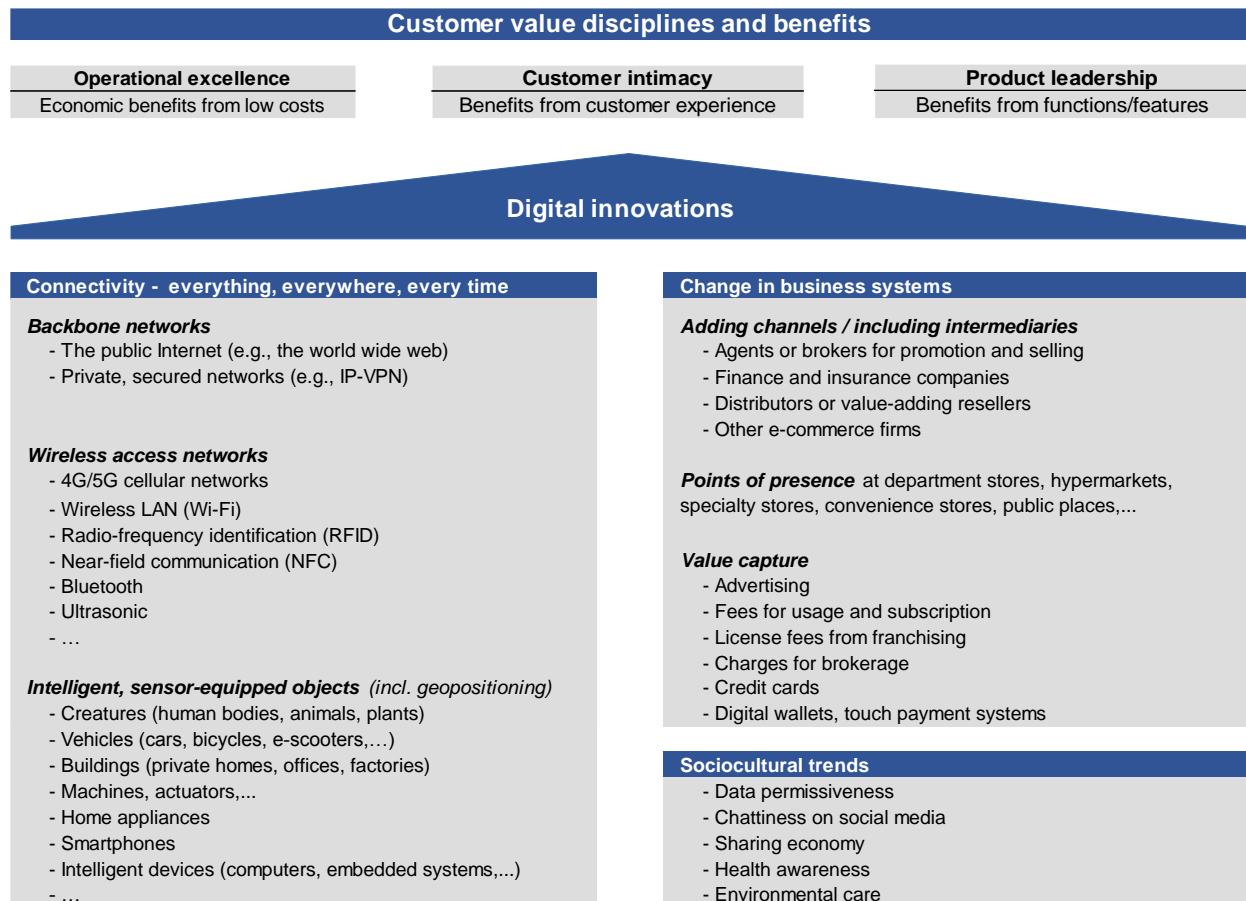 Customer value disciplines and benefits
Operational excellence
Economic benefits from low costs
Customer intimacy
Benefits from customer experience
Product leadership
Benefits from functions/features
Digital innovations
Connectivity - everything, everywhere, every time
Backbone networks
- The public Internet (e.g., the world wide web)
- Private, secured networks (e.g., IP-VPN)
Wireless access networks
- 4G/5G cellular networks
- Wireless LAN (Wi-Fi)
- Radio-frequency identification (RFID)
- Near-field communication (NFC)
- Bluetooth
- Ultrasonic
- …
Intelligent, sensor-equipped objects (incl. geopositioning)
- Creatures (human bodies, animals, plants)
- Vehicles (cars, bicycles, e-scooters,…)
- Buildings (private homes, offices, factories)
- Machines, actuators,...
- Home appliances
- Smartphones
- Intelligent devices (computers, embedded systems,...)
- …
Change in business systems
Adding channels / including intermediaries
- Agents or brokers for promotion and selling
- Finance and insurance companies
- Distributors or value-adding resellers
- Other e-commerce firms
Points of presence at department stores, hypermarkets,
specialty stores, convenience stores, public places,...
Value capture
- Advertising
- Fees for usage and subscription
- License fees from franchising
- Charges for brokerage
- Credit cards
- Digital wallets, touch payment systems
Sociocultural trends
- Data permissiveness
- Chattiness on social media
- Sharing economy
- Health awareness
- Environmental care